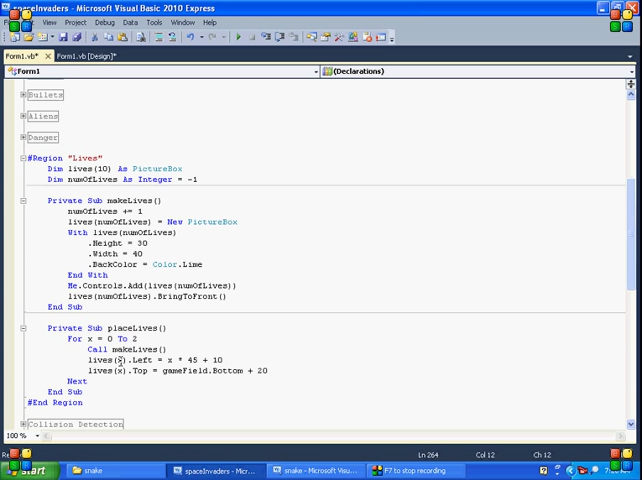 spaceInvaders - Microsoft Visual Basic 2010 Express
View Project Debug Data Tools Window Help
Form1.vb* Form1.vb [Design]*
Form1 (Declarations)
Bullets
Aliens
Danger
#Region "Lives"
Dim lives(10) As PictureBox
Dim numOfLives As Integer = -1
Private Sub makeLives()
numOfLives += 1
lives(numOfLives) = New PictureBox
With lives(numOfLives)
.Height = 30
.Width = 40
.BackColor = Color.Lime
End With
Me.Controls.Add(lives(numOfLives))
lives(numOfLives).BringToFront()
End Sub
Private Sub placeLives()
For x = 0 To 2
Call makeLives()
lives(x).Left = x * 45 + 10
lives(x).Top = gameField.Bottom + 20
Next
End Sub
#End Region
Collision Detection
100 %
Ln 264 Col 12 Ch 12
start snake spaceInvaders - Micr... snake - Microsoft Visu... F7 to stop recording